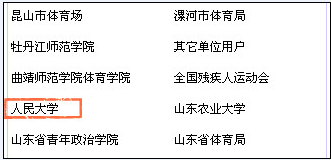 昆山市体育场 漯河市体育局
牡丹江师范学院 其它单位用户
曲靖师范学院体育学院 全国残疾人运动会
人民大学 山东农业大学
山东省青年政治学院 山东省体育局